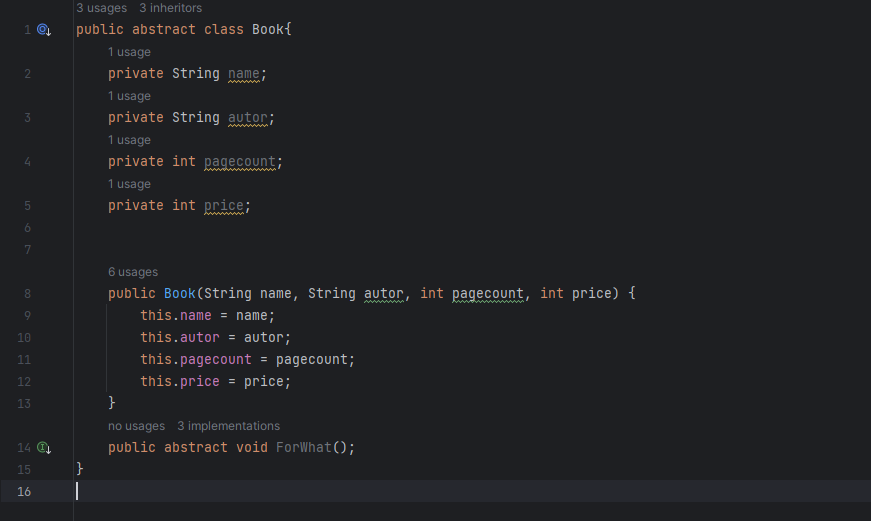 3 usages 3 inheritors
1 public abstract class Book{
1 usage
2 private String name;
1 usage
3 private String autor;
1 usage
4 private int pagecount;
1 usage
5 private int price;
6
7
6 usages
8 public Book(String name, String autor, int pagecount, int price) {
9 this.name = name;
10 this.autor = autor;
11 this.pagecount = pagecount;
12 this.price = price;
13 }
no usages 3 implementations
14 public abstract void ForWhat();
15 }
16